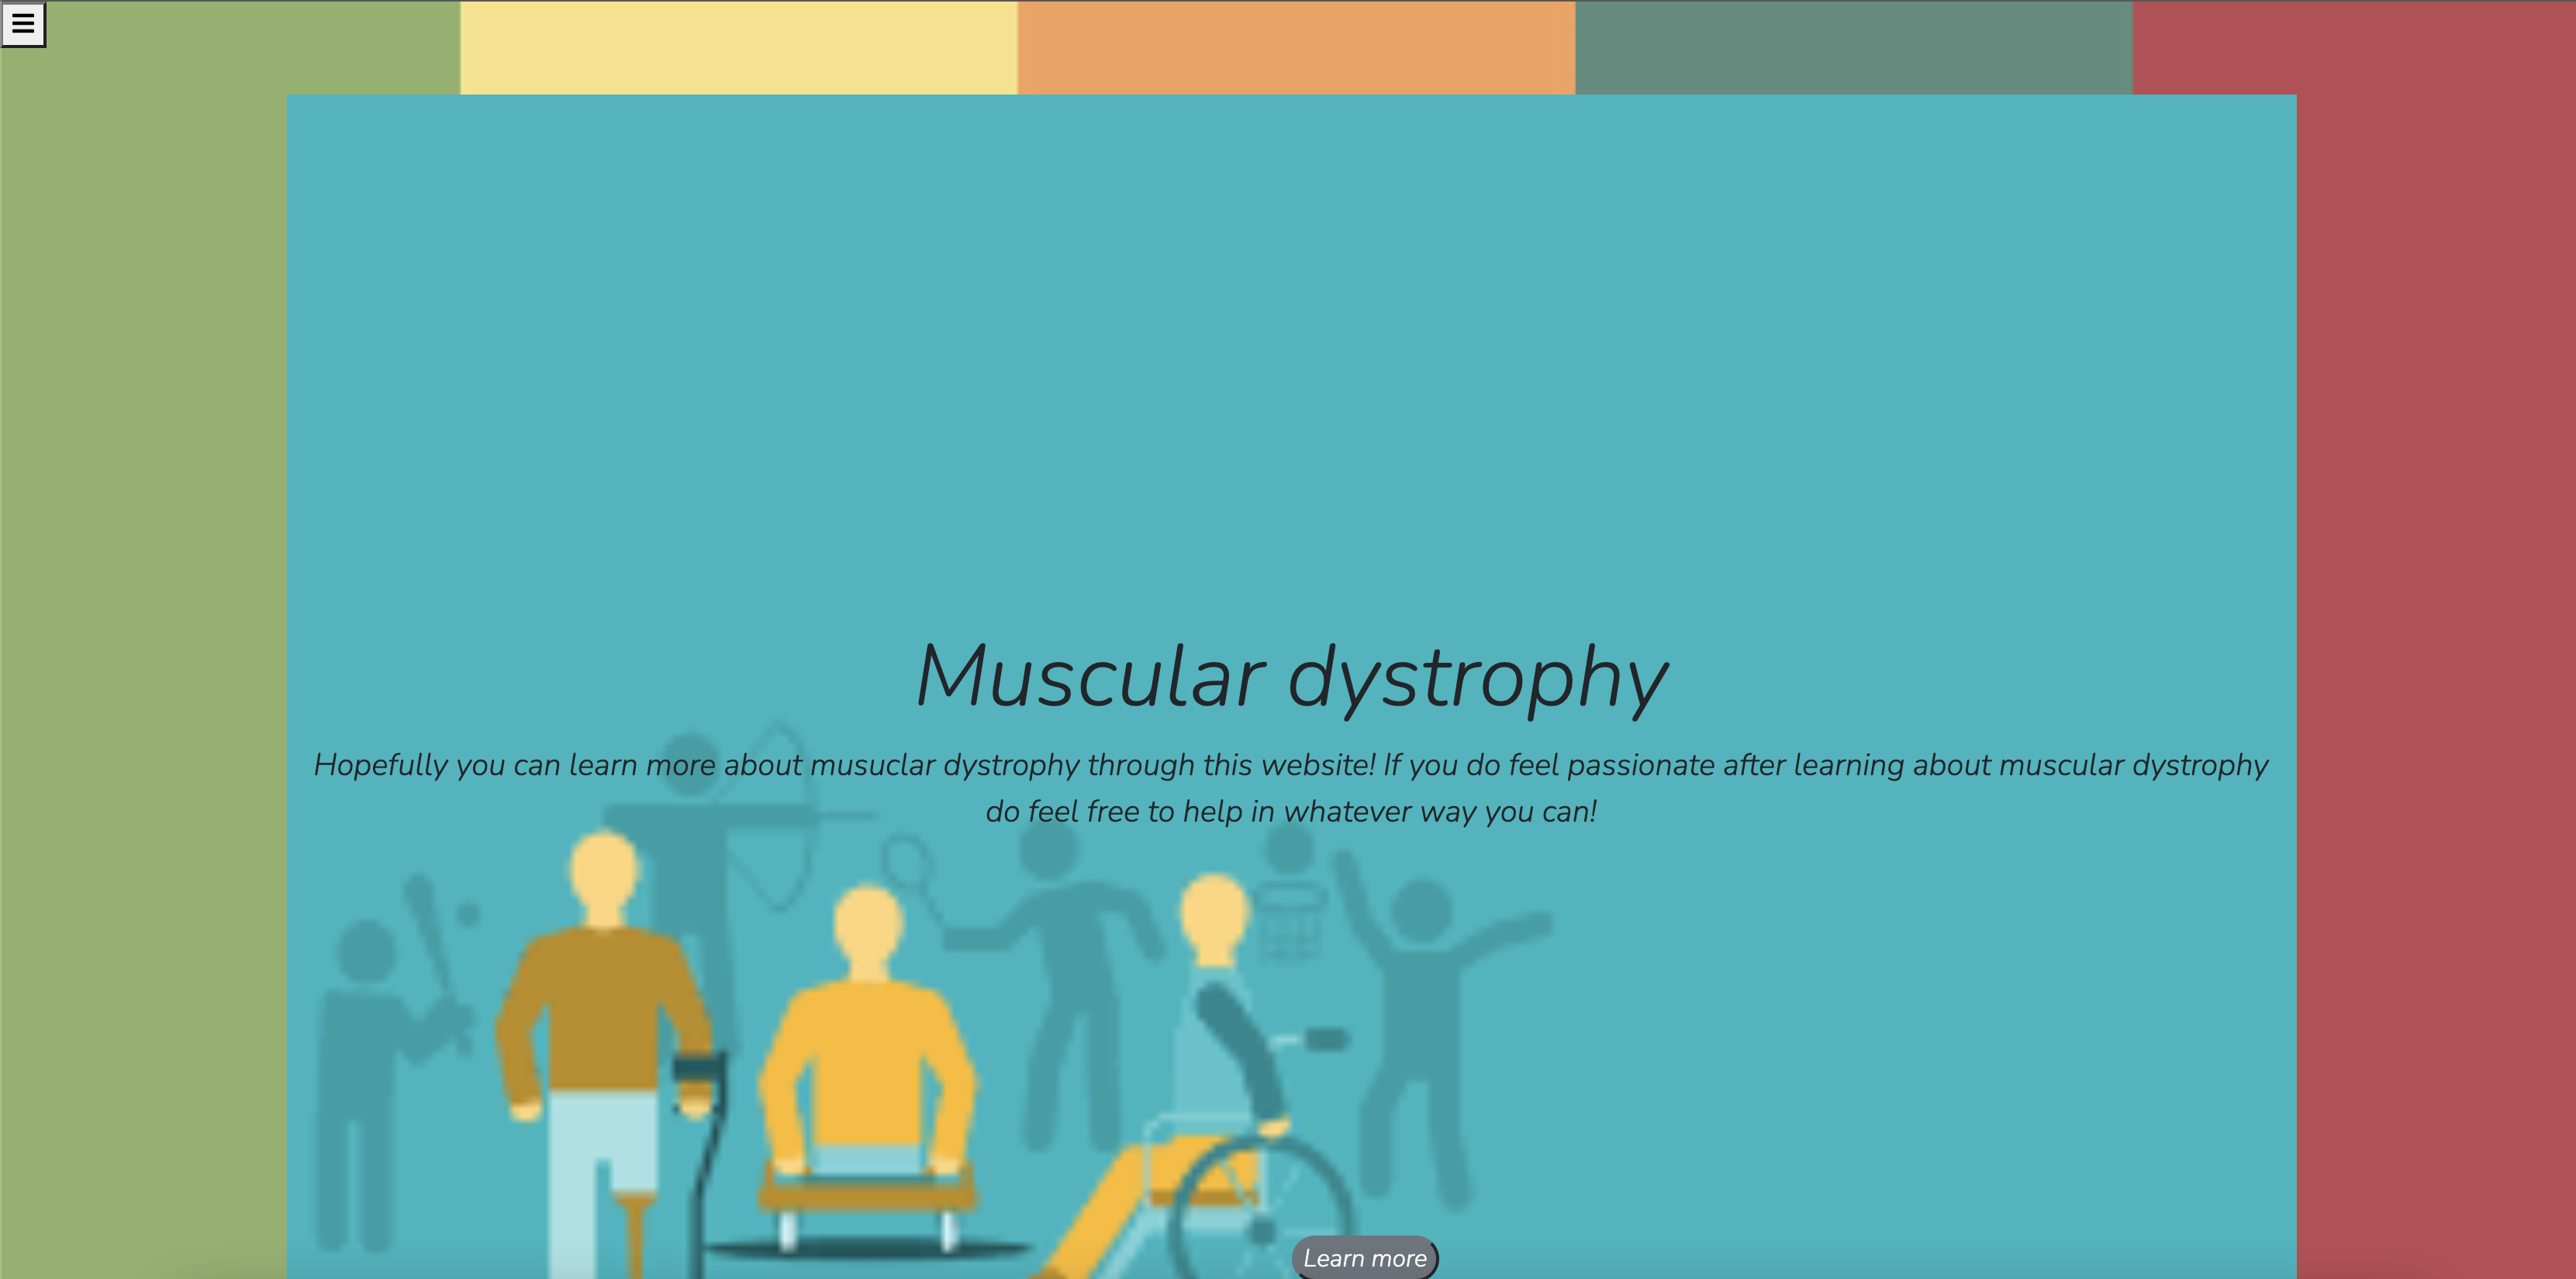 Muscular dystrophy
Hopefully you can learn more about musuclar dystrophy through this website! If you do feel passionate after learning about muscular dystrophy
do feel free to help in whatever way you can!
Learn more